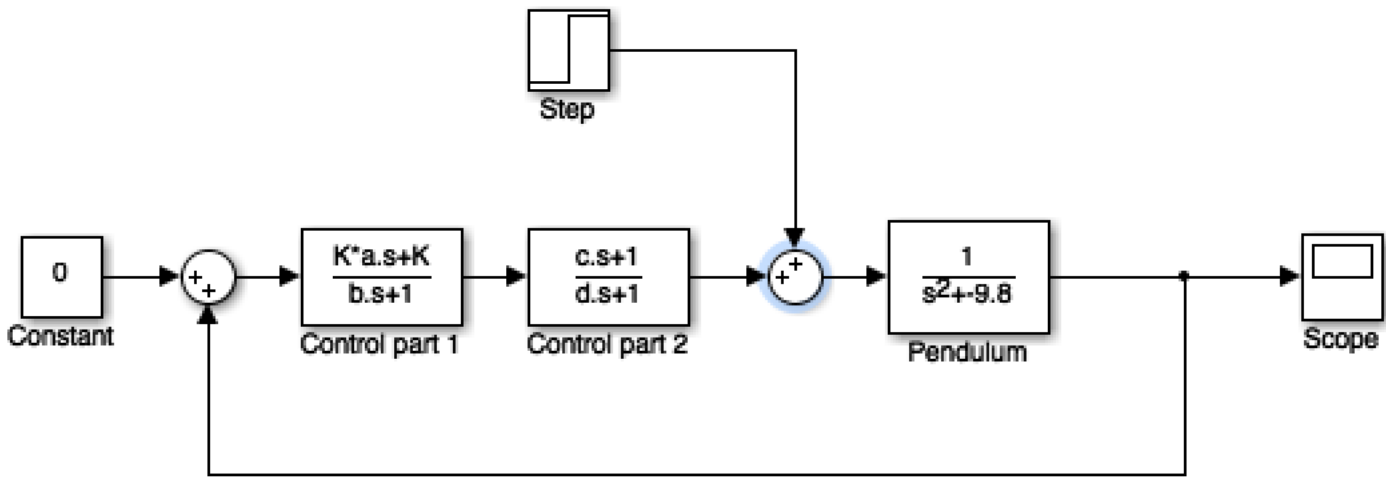 Step
0
Constant
+
+
K*a.s+K
b.s+1
Control part 1
c.s+1
d.s+1
Control part 2
+
+
1
s²+-9.8
Pendulum
Scope